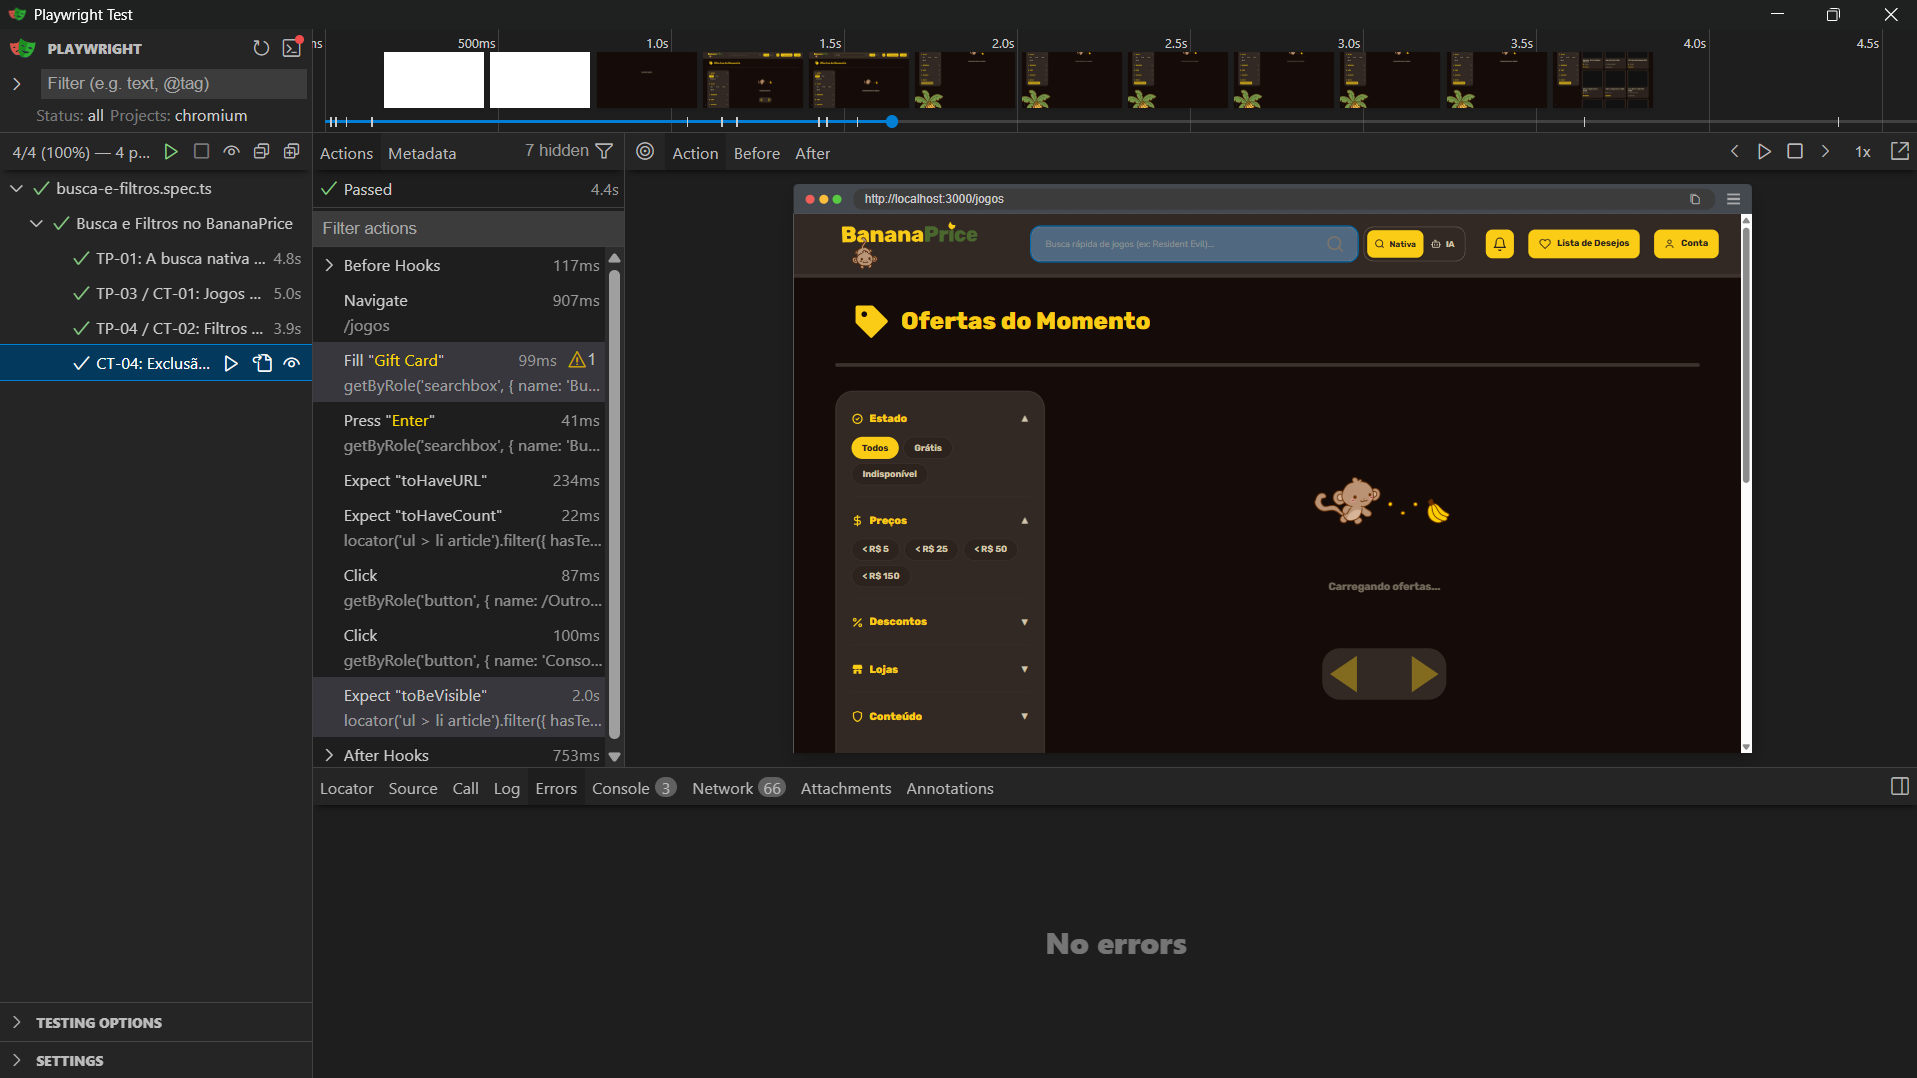 Playwright Test
PLAYWRIGHT
Filter (e.g. text, @tag)
Status: all Projects: chromium
4/4 (100%) — 4 p...
busca-e-filtros.spec.ts
Busca e Filtros no BananaPrice
TP-01: A busca nativa ... 4.8s
TP-03 / CT-01: Jogos ... 5.0s
TP-04 / CT-02: Filtros ... 3.9s
CT-04: Exclusã...
TESTING OPTIONS
SETTINGS
ns 500ms 1.0s 1.5s 2.0s 2.5s 3.0s 3.5s 4.0s 4.5s
Actions Metadata 7 hidden
Passed 4.4s
Filter actions
Before Hooks 117ms
Navigate 907ms
/jogos
Fill "Gift Card" 99ms 1
getByRole('searchbox', { name: 'Bu...
Press "Enter" 41ms
getByRole('searchbox', { name: 'Bu...
Expect "toHaveURL" 234ms
Expect "toHaveCount" 22ms
locator('ul > li article').filter({ hasTe...
Click 87ms
getByRole('button', { name: /Outro...
Click 100ms
getByRole('button', { name: 'Conso...
Expect "toBeVisible" 2.0s
locator('ul > li article').filter({ hasTe...
After Hooks 753ms
Action Before After
1x
http://localhost:3000/jogos
BananaPrice
Busca rápida de jogos (ex: Resident Evil)...
Nativa IA
Lista de Desejos
Conta
Ofertas do Momento
Estado
Todos Grátis
Indisponível
Preços
< R$ 5 < R$ 25 < R$ 50
< R$ 150
Descontos
Lojas
Conteúdo
Carregando ofertas...
Locator Source Call Log Errors Console 3 Network 66 Attachments Annotations
No errors